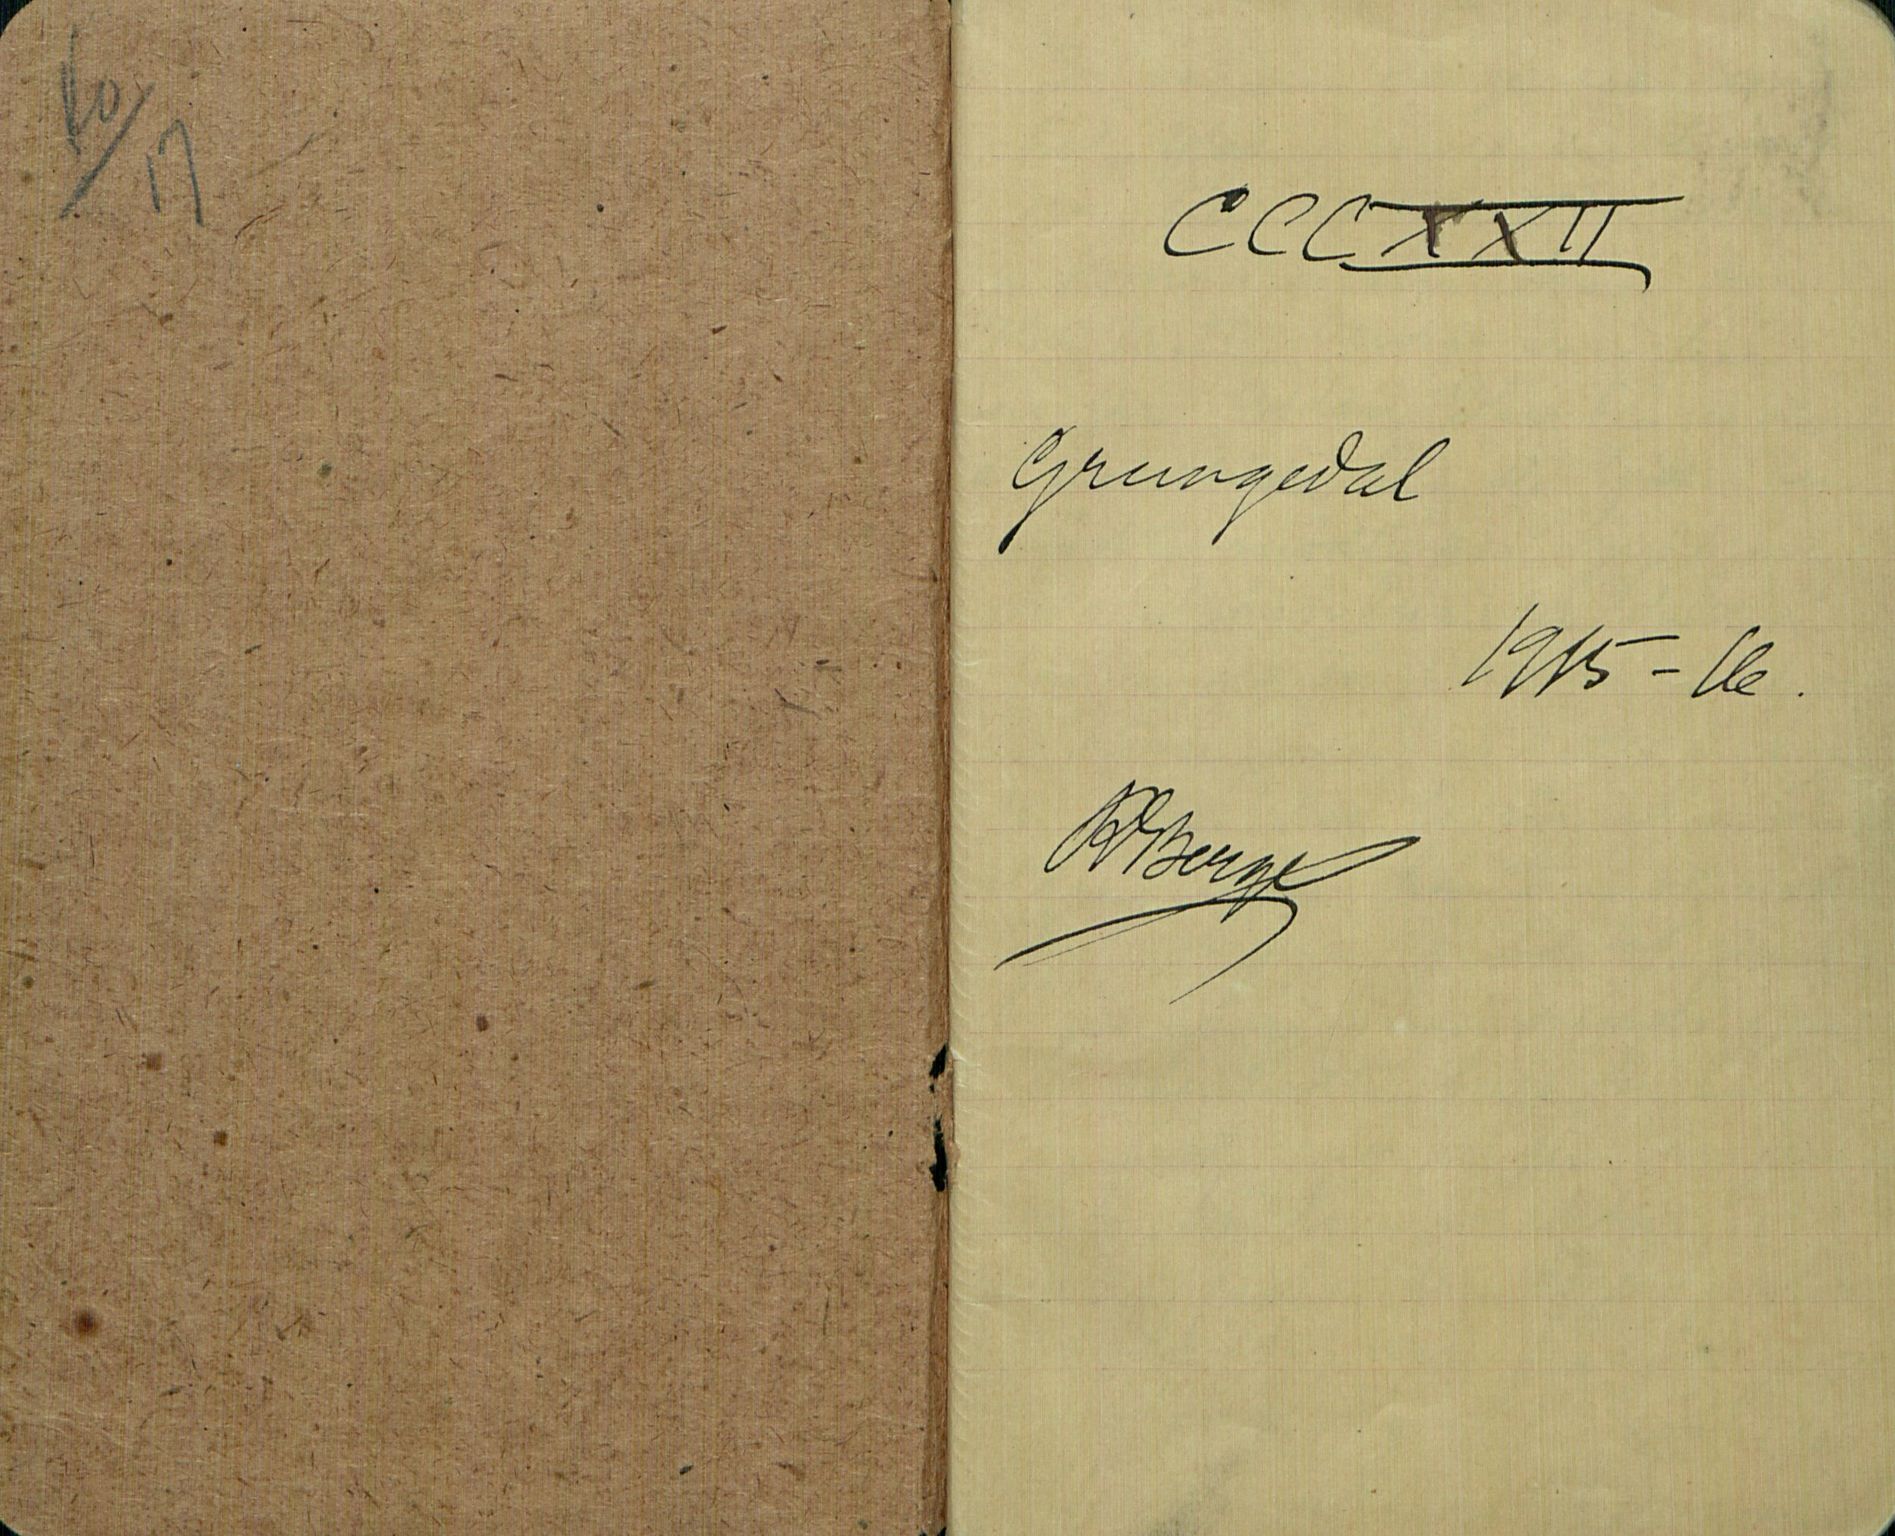 10/17
CCCXXII
Grungedal
1915-16.
RBerge